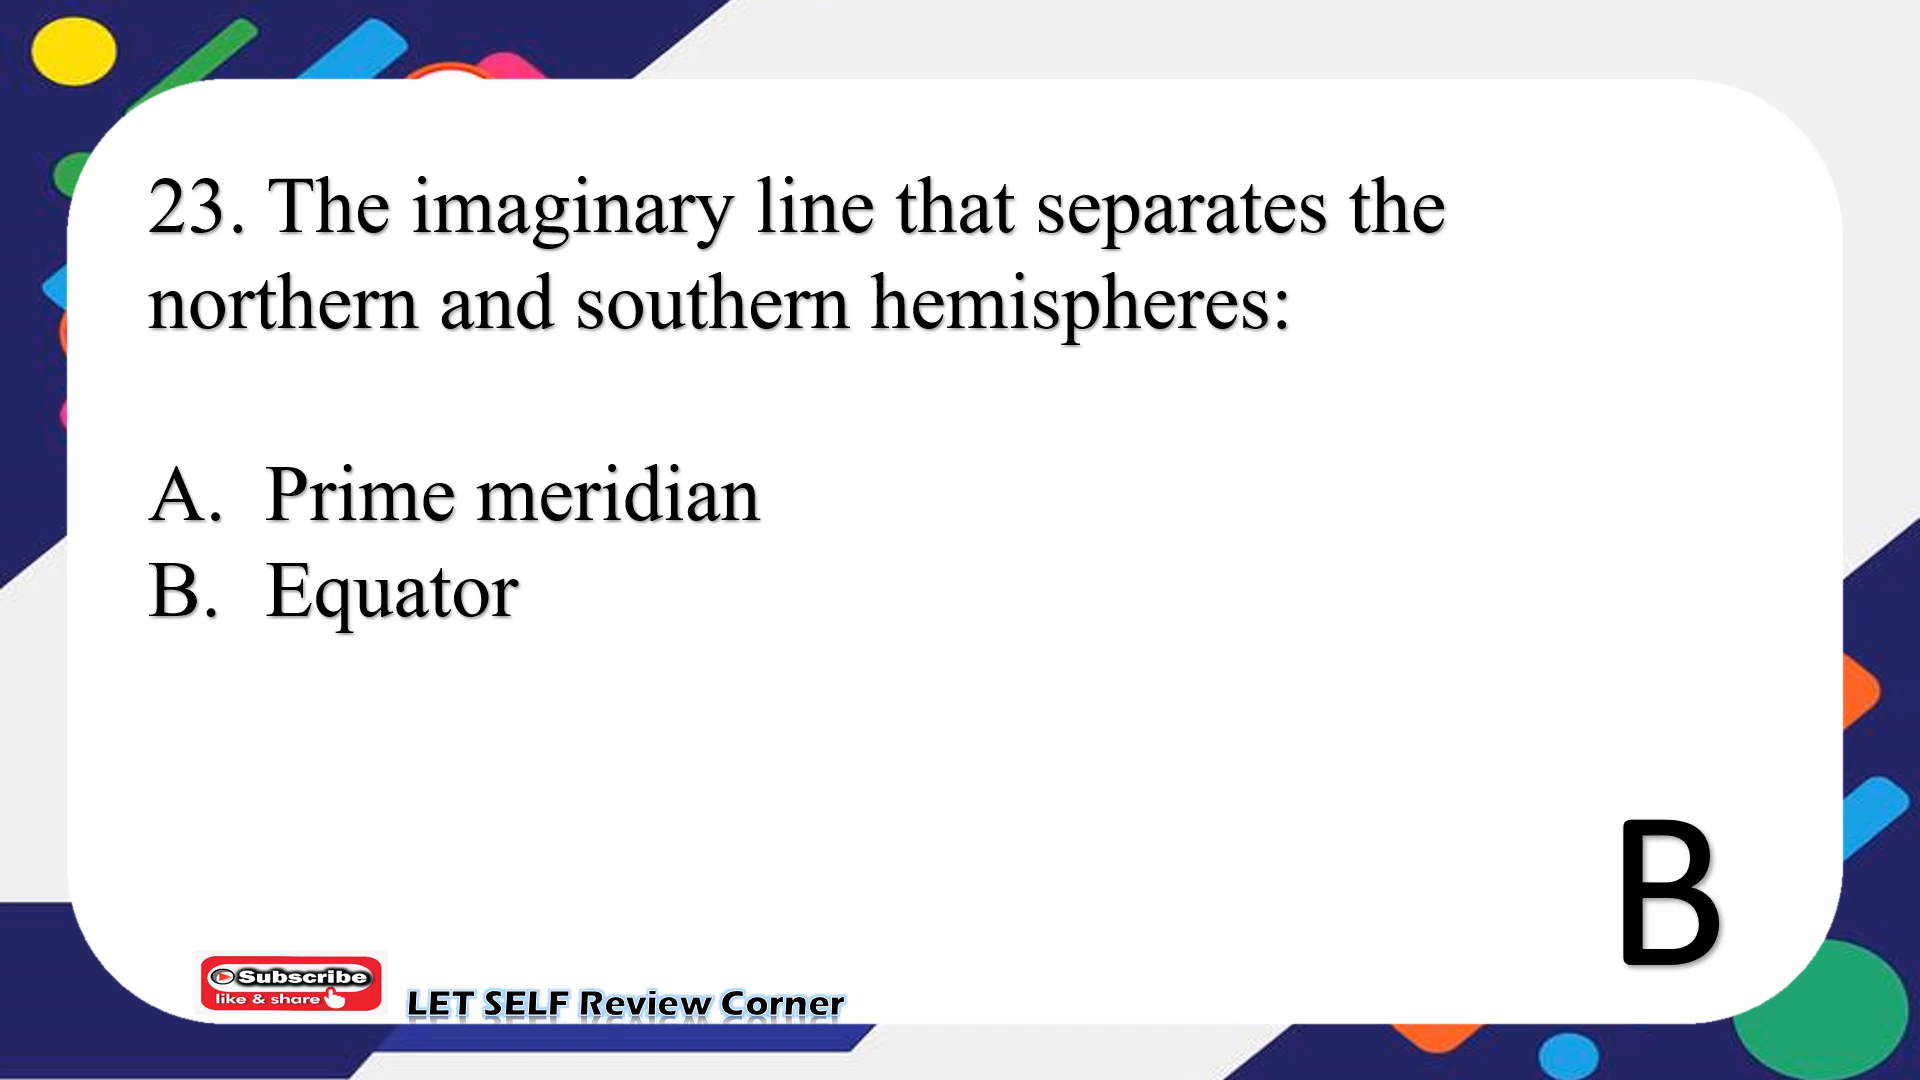 23. The imaginary line that separates the
northern and southern hemispheres:
A. Prime meridian
B. Equator
B
Subscribe
like & share
LET SELF Review Corner